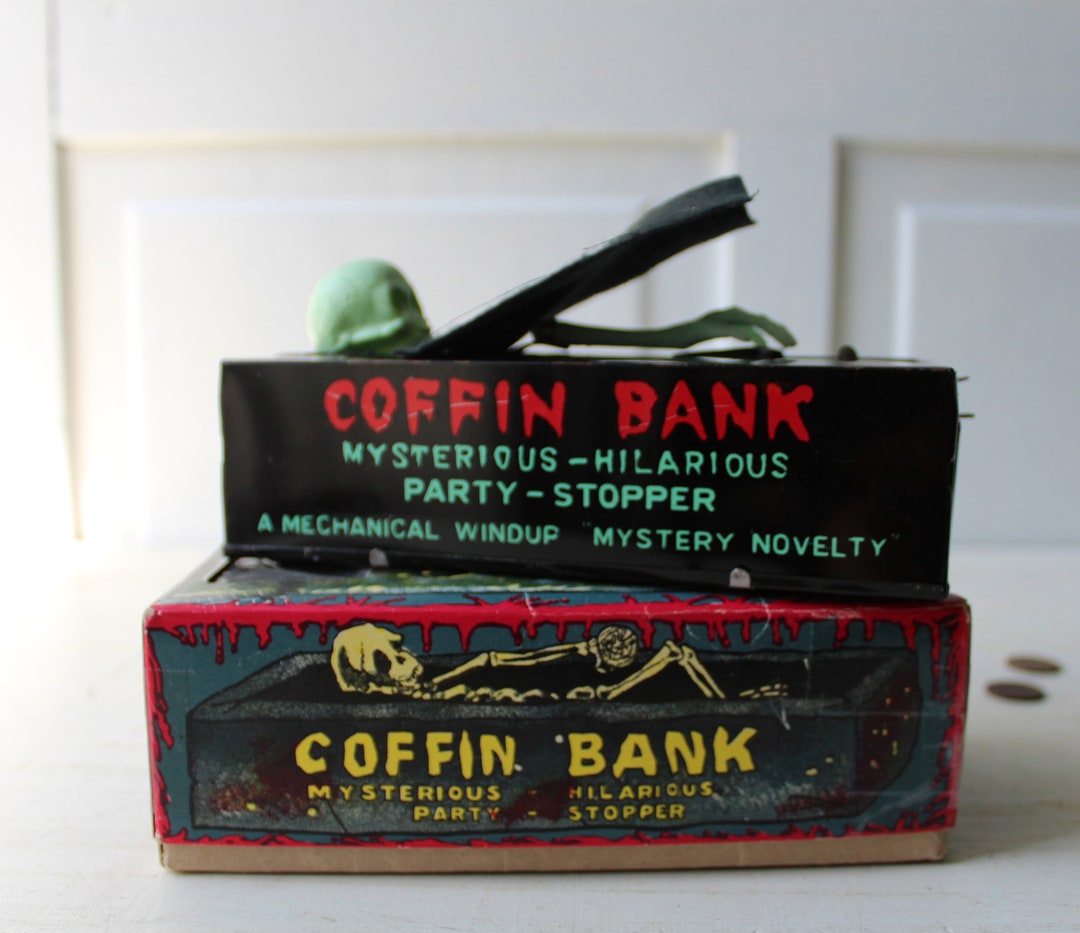 COFFIN BANK
MYSTERIOUS-HILARIOUS
PARTY-STOPPER
A MECHANICAL WINDUP "MYSTERY NOVELTY"
COFFIN BANK
MYSTERIOUS - HILARIOUS
PARTY - STOPPER